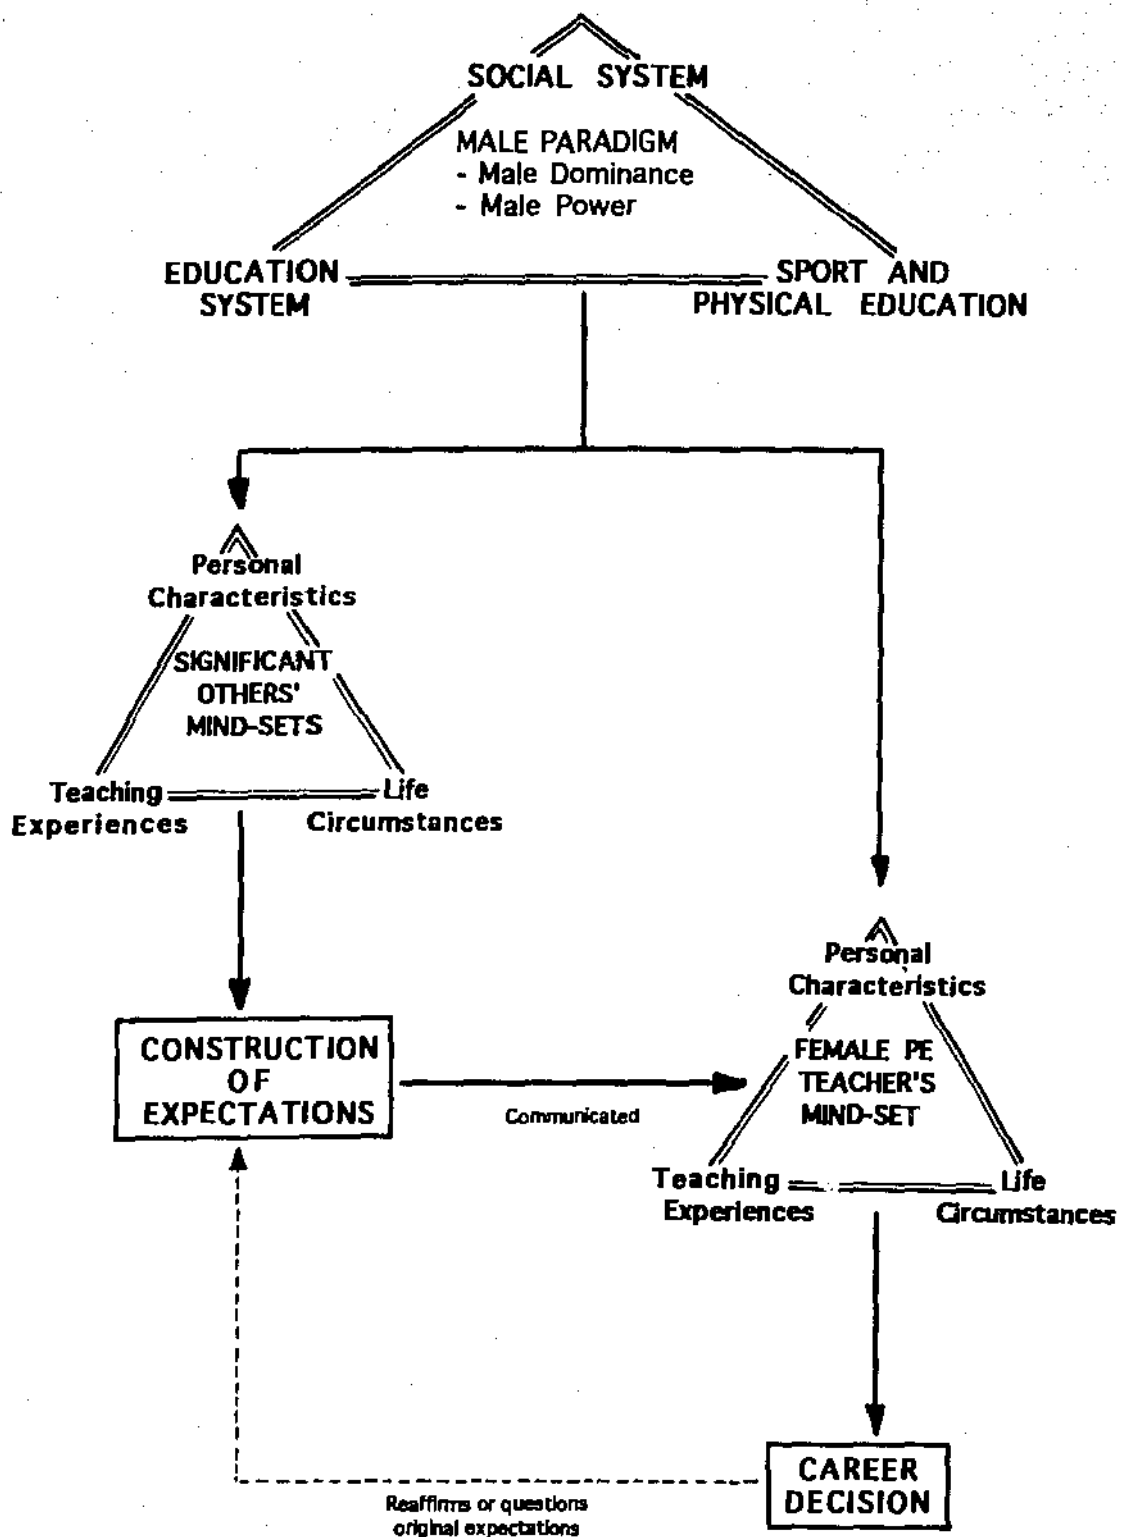 SOCIAL SYSTEM
MALE PARADIGM
- Male Dominance
- Male Power
EDUCATION
SYSTEM
SPORT AND
PHYSICAL EDUCATION
Personal
Characteristics
SIGNIFICANT
OTHERS'
MIND-SETS
Teaching
Experiences
Life
Circumstances
CONSTRUCTION
OF
EXPECTATIONS
Communicated
Personal
Characteristics
FEMALE PE
TEACHER'S
MIND-SET
Teaching
Experiences
Life
Circumstances
CAREER
DECISION
Reaffirms or questions
original expectations